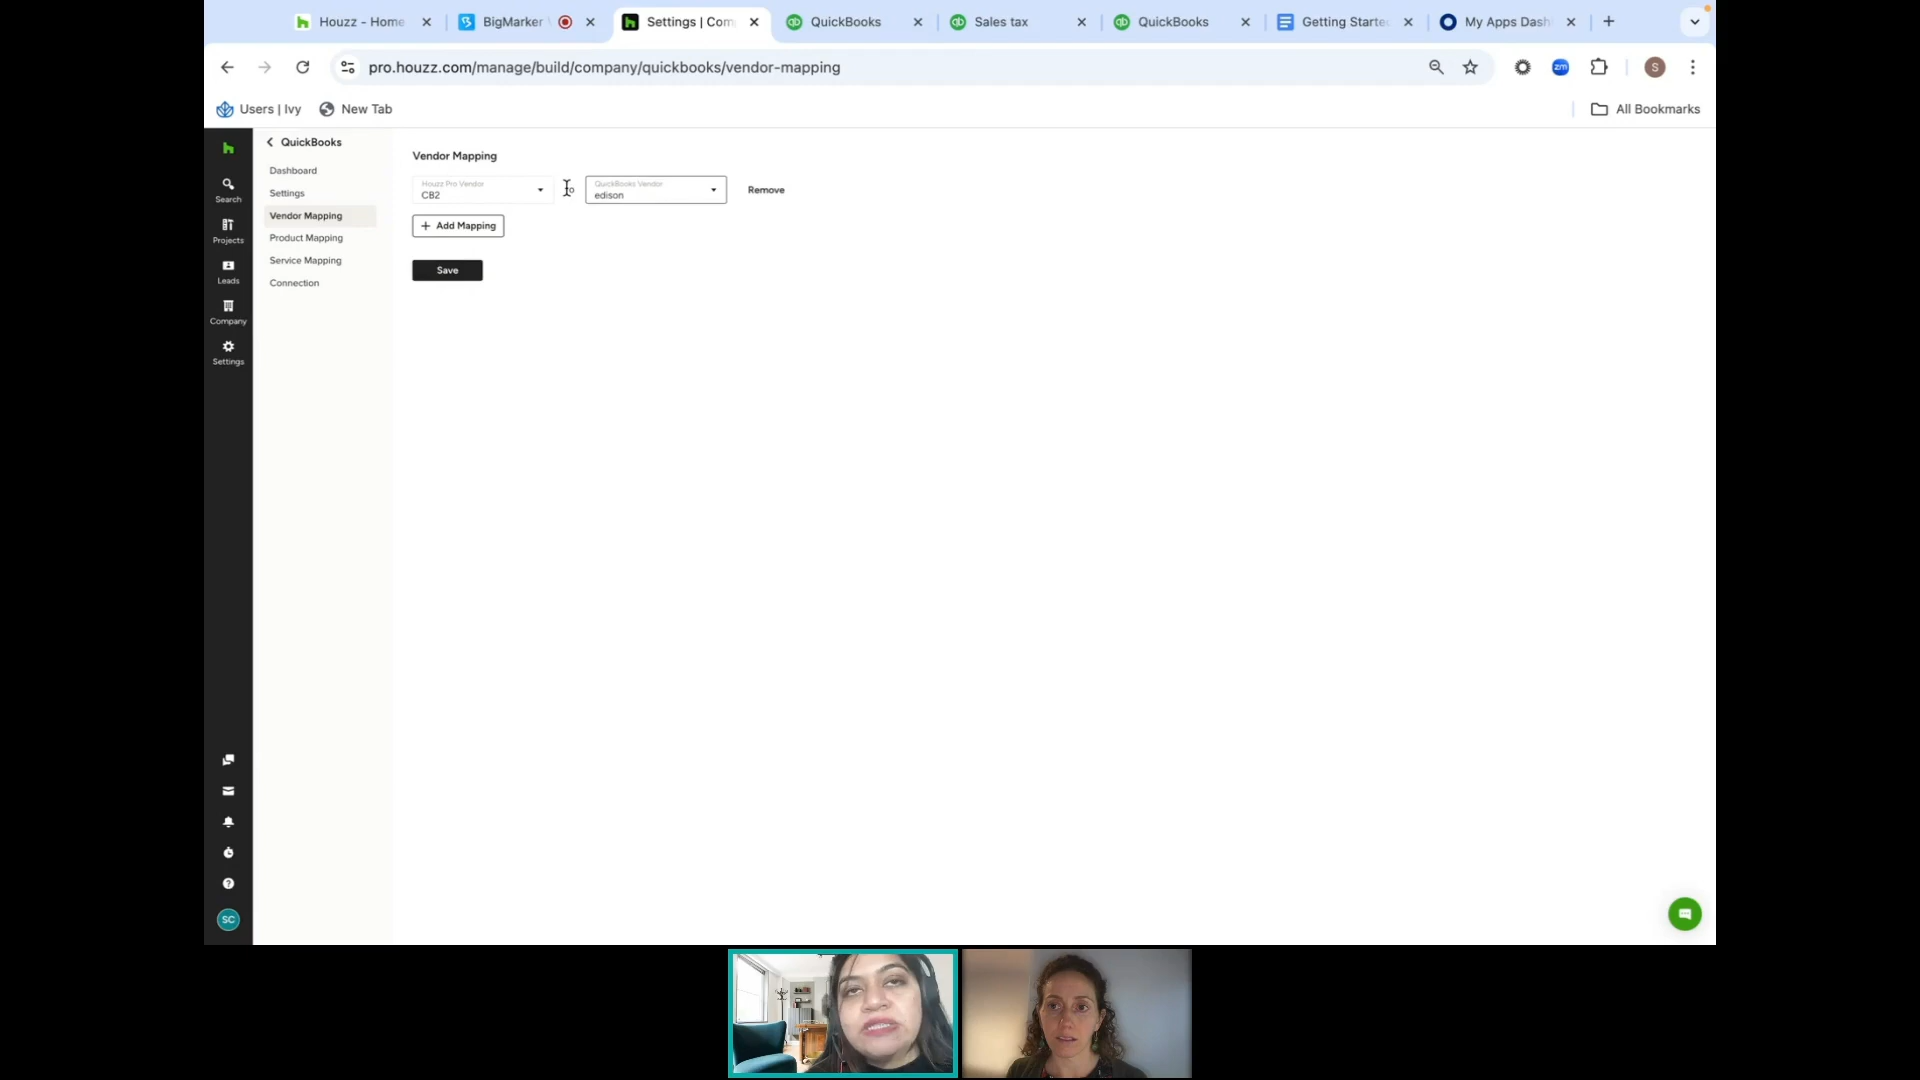 Houzz - Home
BigMarker
Settings | Com
QuickBooks
Sales tax
QuickBooks
Getting Starte
My Apps Dash
pro.houzz.com/manage/build/company/quickbooks/vendor-mapping
zm
S
Users | Ivy
New Tab
All Bookmarks
QuickBooks
Dashboard
Settings
Vendor Mapping
Product Mapping
Service Mapping
Connection
Search
Projects
Leads
Company
Settings
SC
Vendor Mapping
Houzz Pro Vendor
CB2
to
QuickBooks Vendor
edison
Remove
+ Add Mapping
Save